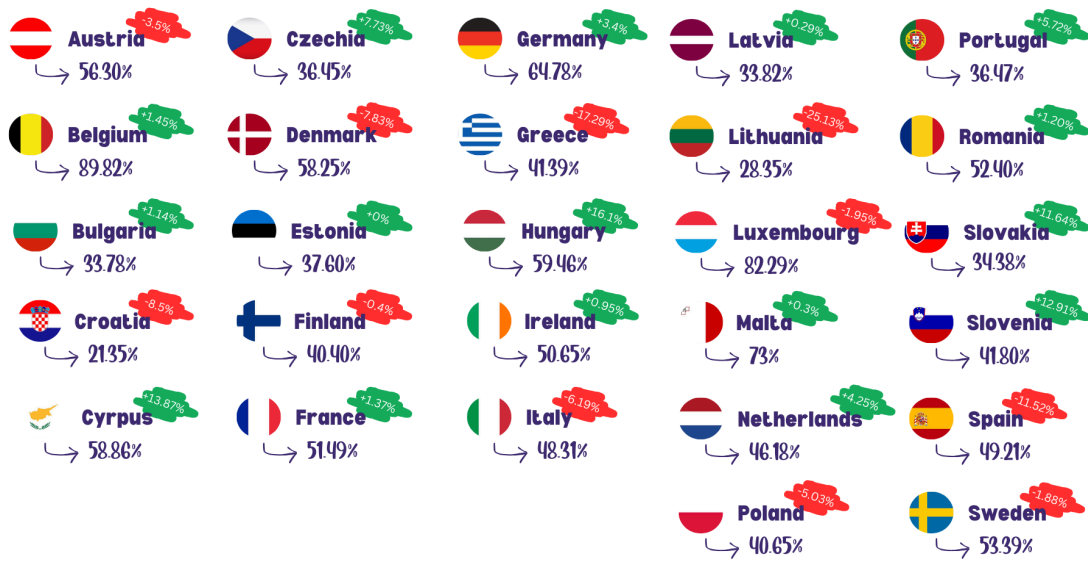 -3.5%
Austria
56.30%
+1.45%
Belgium
89.82%
+1.14%
Bulgaria
33.78%
-8.5%
Croatia
21.35%
+13.87%
Cyrpus
58.86%
+7.73%
Czechia
36.45%
-7.83%
Denmark
58.25%
+0%
Estonia
37.60%
-0.4%
Finland
40.40%
+1.37%
France
51.49%
+3.4%
Germany
64.78%
-17.29%
Greece
41.39%
+16.1%
Hungary
59.46%
+0.95%
Ireland
50.65%
-6.19%
Italy
48.31%
+0.29%
Latvia
33.82%
-25.13%
Lithuania
28.35%
-1.95%
Luxembourg
82.29%
+0.3%
Malta
73%
+4.25%
Netherlands
46.18%
-5.03%
Poland
40.65%
+5.72%
Portugal
36.47%
+1.20%
Romania
52.40%
+11.64%
Slovakia
34.38%
+12.91%
Slovenia
41.80%
-11.52%
Spain
49.21%
-1.88%
Sweden
53.39%